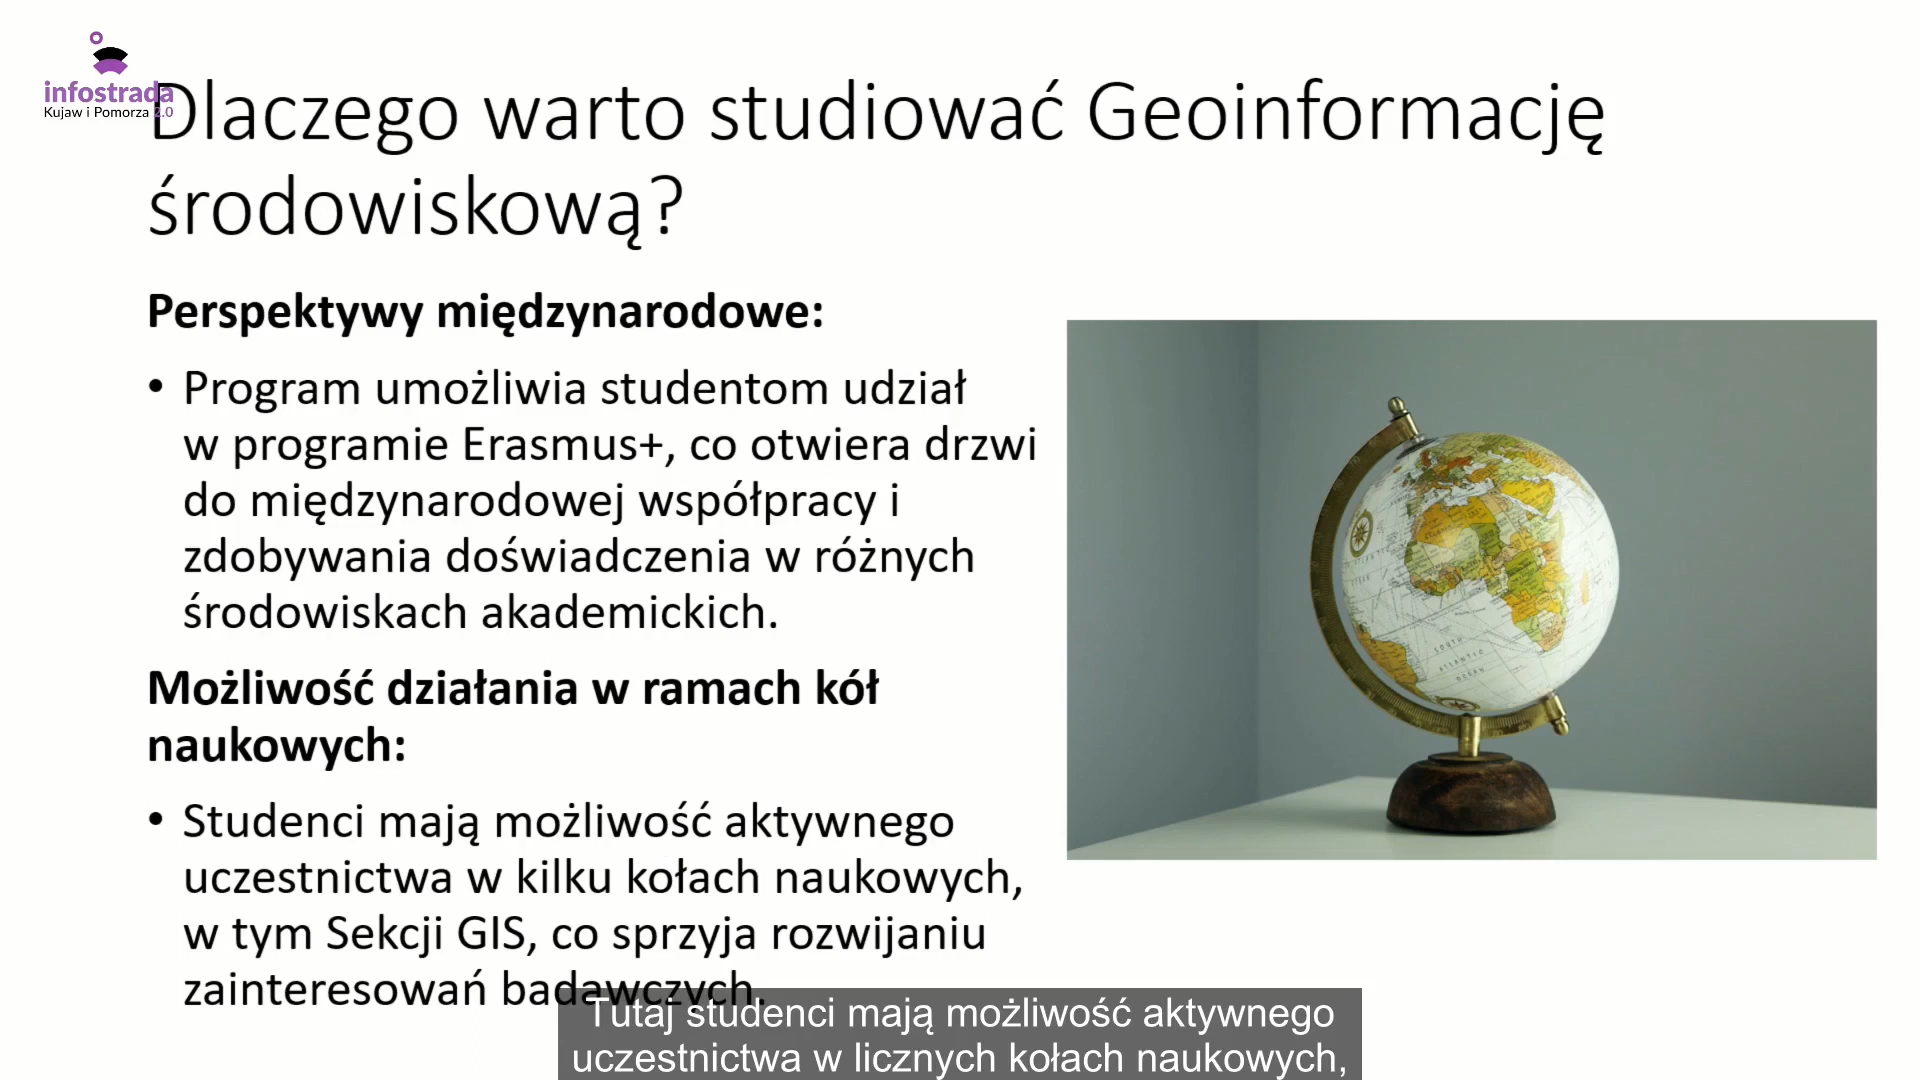 infostrada
Kujaw i Pomorza 2.0
Dlaczego warto studiować Geoinformację
środowiskową?
Perspektywy międzynarodowe:
• Program umożliwia studentom udział
w programie Erasmus+, co otwiera drzwi
do międzynarodowej współpracy i
zdobywania doświadczenia w różnych
środowiskach akademickich.
Możliwość działania w ramach kół
naukowych:
• Studenci mają możliwość aktywnego
uczestnictwa w kilku kołach naukowych,
w tym Sekcji GIS, co sprzyja rozwijaniu
zainteresowań badawczych.
SOUTH
ATLANTIC
OCEAN
Tutaj studenci mają możliwość aktywnego
uczestnictwa w licznych kołach naukowych,